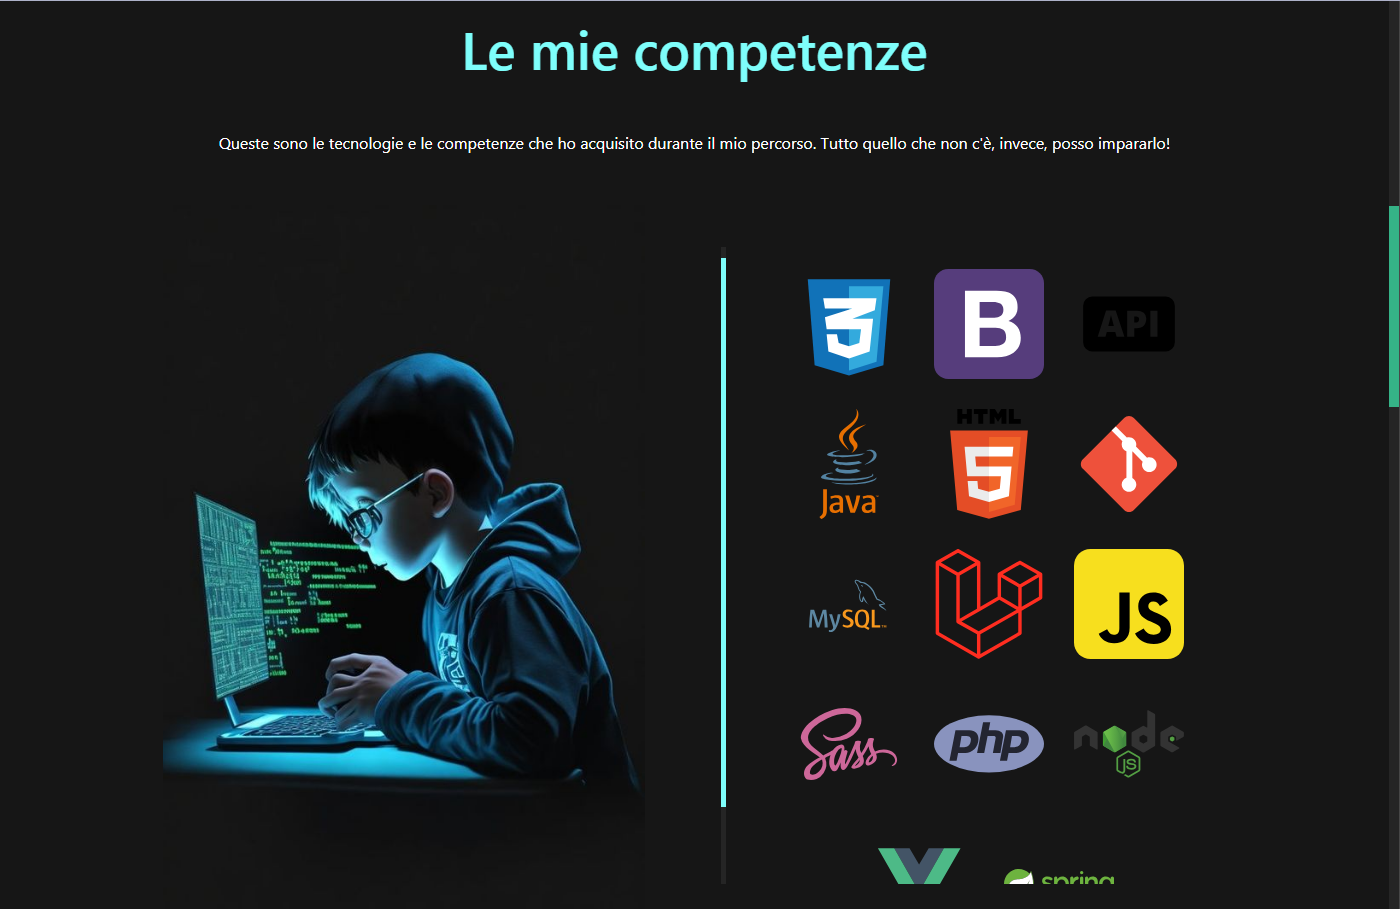 Le mie competenze
Queste sono le tecnologie e le competenze che ho acquisito durante il mio percorso. Tutto quello che non c'è, invece, posso impararlo!
3
B
API
Java
HTML
5
MySQL
JS
Sass
php
node
JS
spring